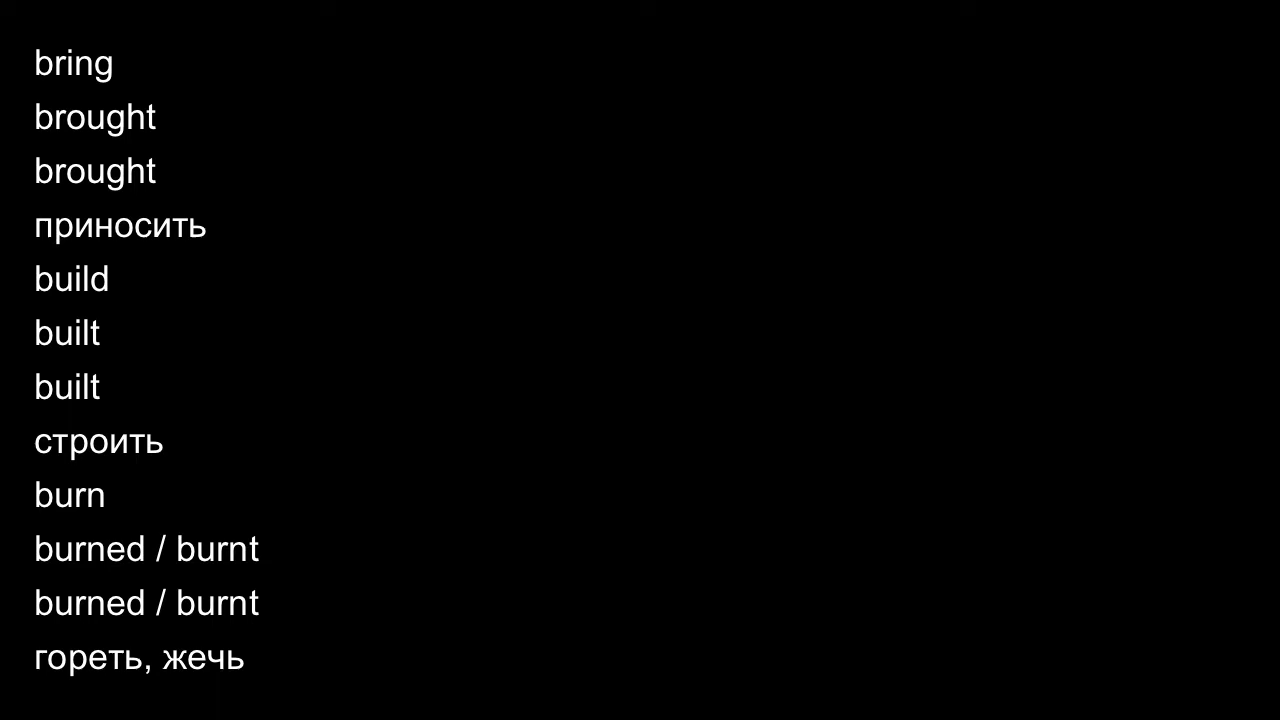 bring
brought
brought
приносить
build
built
built
строить
burn
burned / burnt
burned / burnt
гореть, жечь